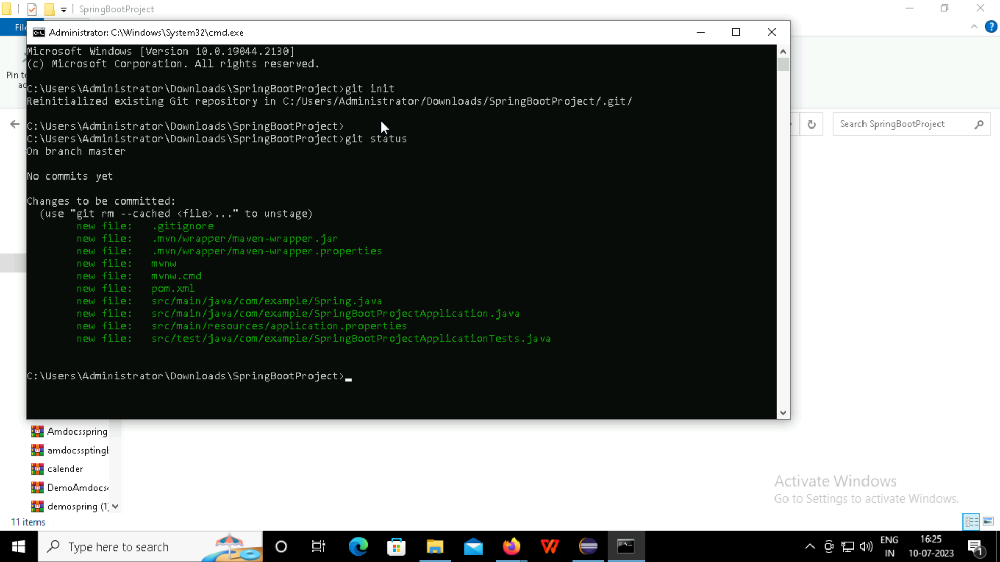 SpringBootProject
File
Administrator: C:\Windows\System32\cmd.exe
Microsoft Windows [Version 10.0.19044.2130]
(c) Microsoft Corporation. All rights reserved.
C:\Users\Administrator\Downloads\SpringBootProject>git init
Reinitialized existing Git repository in C:/Users/Administrator/Downloads/SpringBootProject/.git/
C:\Users\Administrator\Downloads\SpringBootProject>
C:\Users\Administrator\Downloads\SpringBootProject>git status
On branch master
No commits yet
Changes to be committed:
(use "git rm --cached <file>..." to unstage)
new file: .gitignore
new file: .mvn/wrapper/maven-wrapper.jar
new file: .mvn/wrapper/maven-wrapper.properties
new file: mvnw
new file: mvnw.cmd
new file: pom.xml
new file: src/main/java/com/example/Spring.java
new file: src/main/java/com/example/SpringBootProjectApplication.java
new file: src/main/resources/application.properties
new file: src/test/java/com/example/SpringBootProjectApplicationTests.java
C:\Users\Administrator\Downloads\SpringBootProject>
Pin
Search SpringBootProject
Amdocsspring
calender
DemoAmdocs
demospring (1)
11 items
Activate Windows
Go to Settings to activate Windows.
Type here to search
ENG
IN
16:25
10-07-2023
1